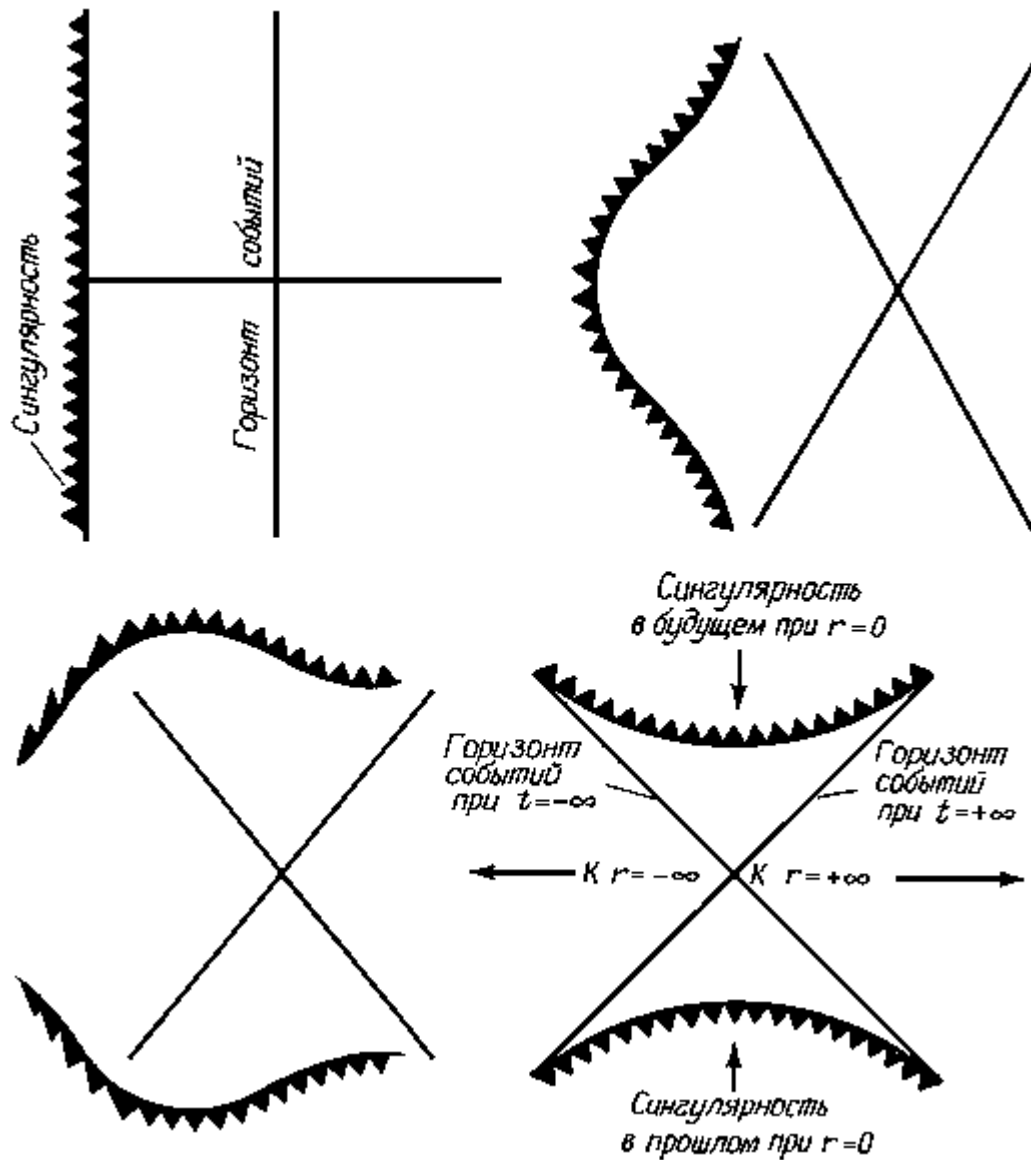 Сингулярность
Горизонт событий
Сингулярность
в будущем при r=0
Горизонт
событий
при t=-∞
Горизонт
событий
при t=+∞
К r=-∞
К r=+∞
Сингулярность
в прошлом при r=0